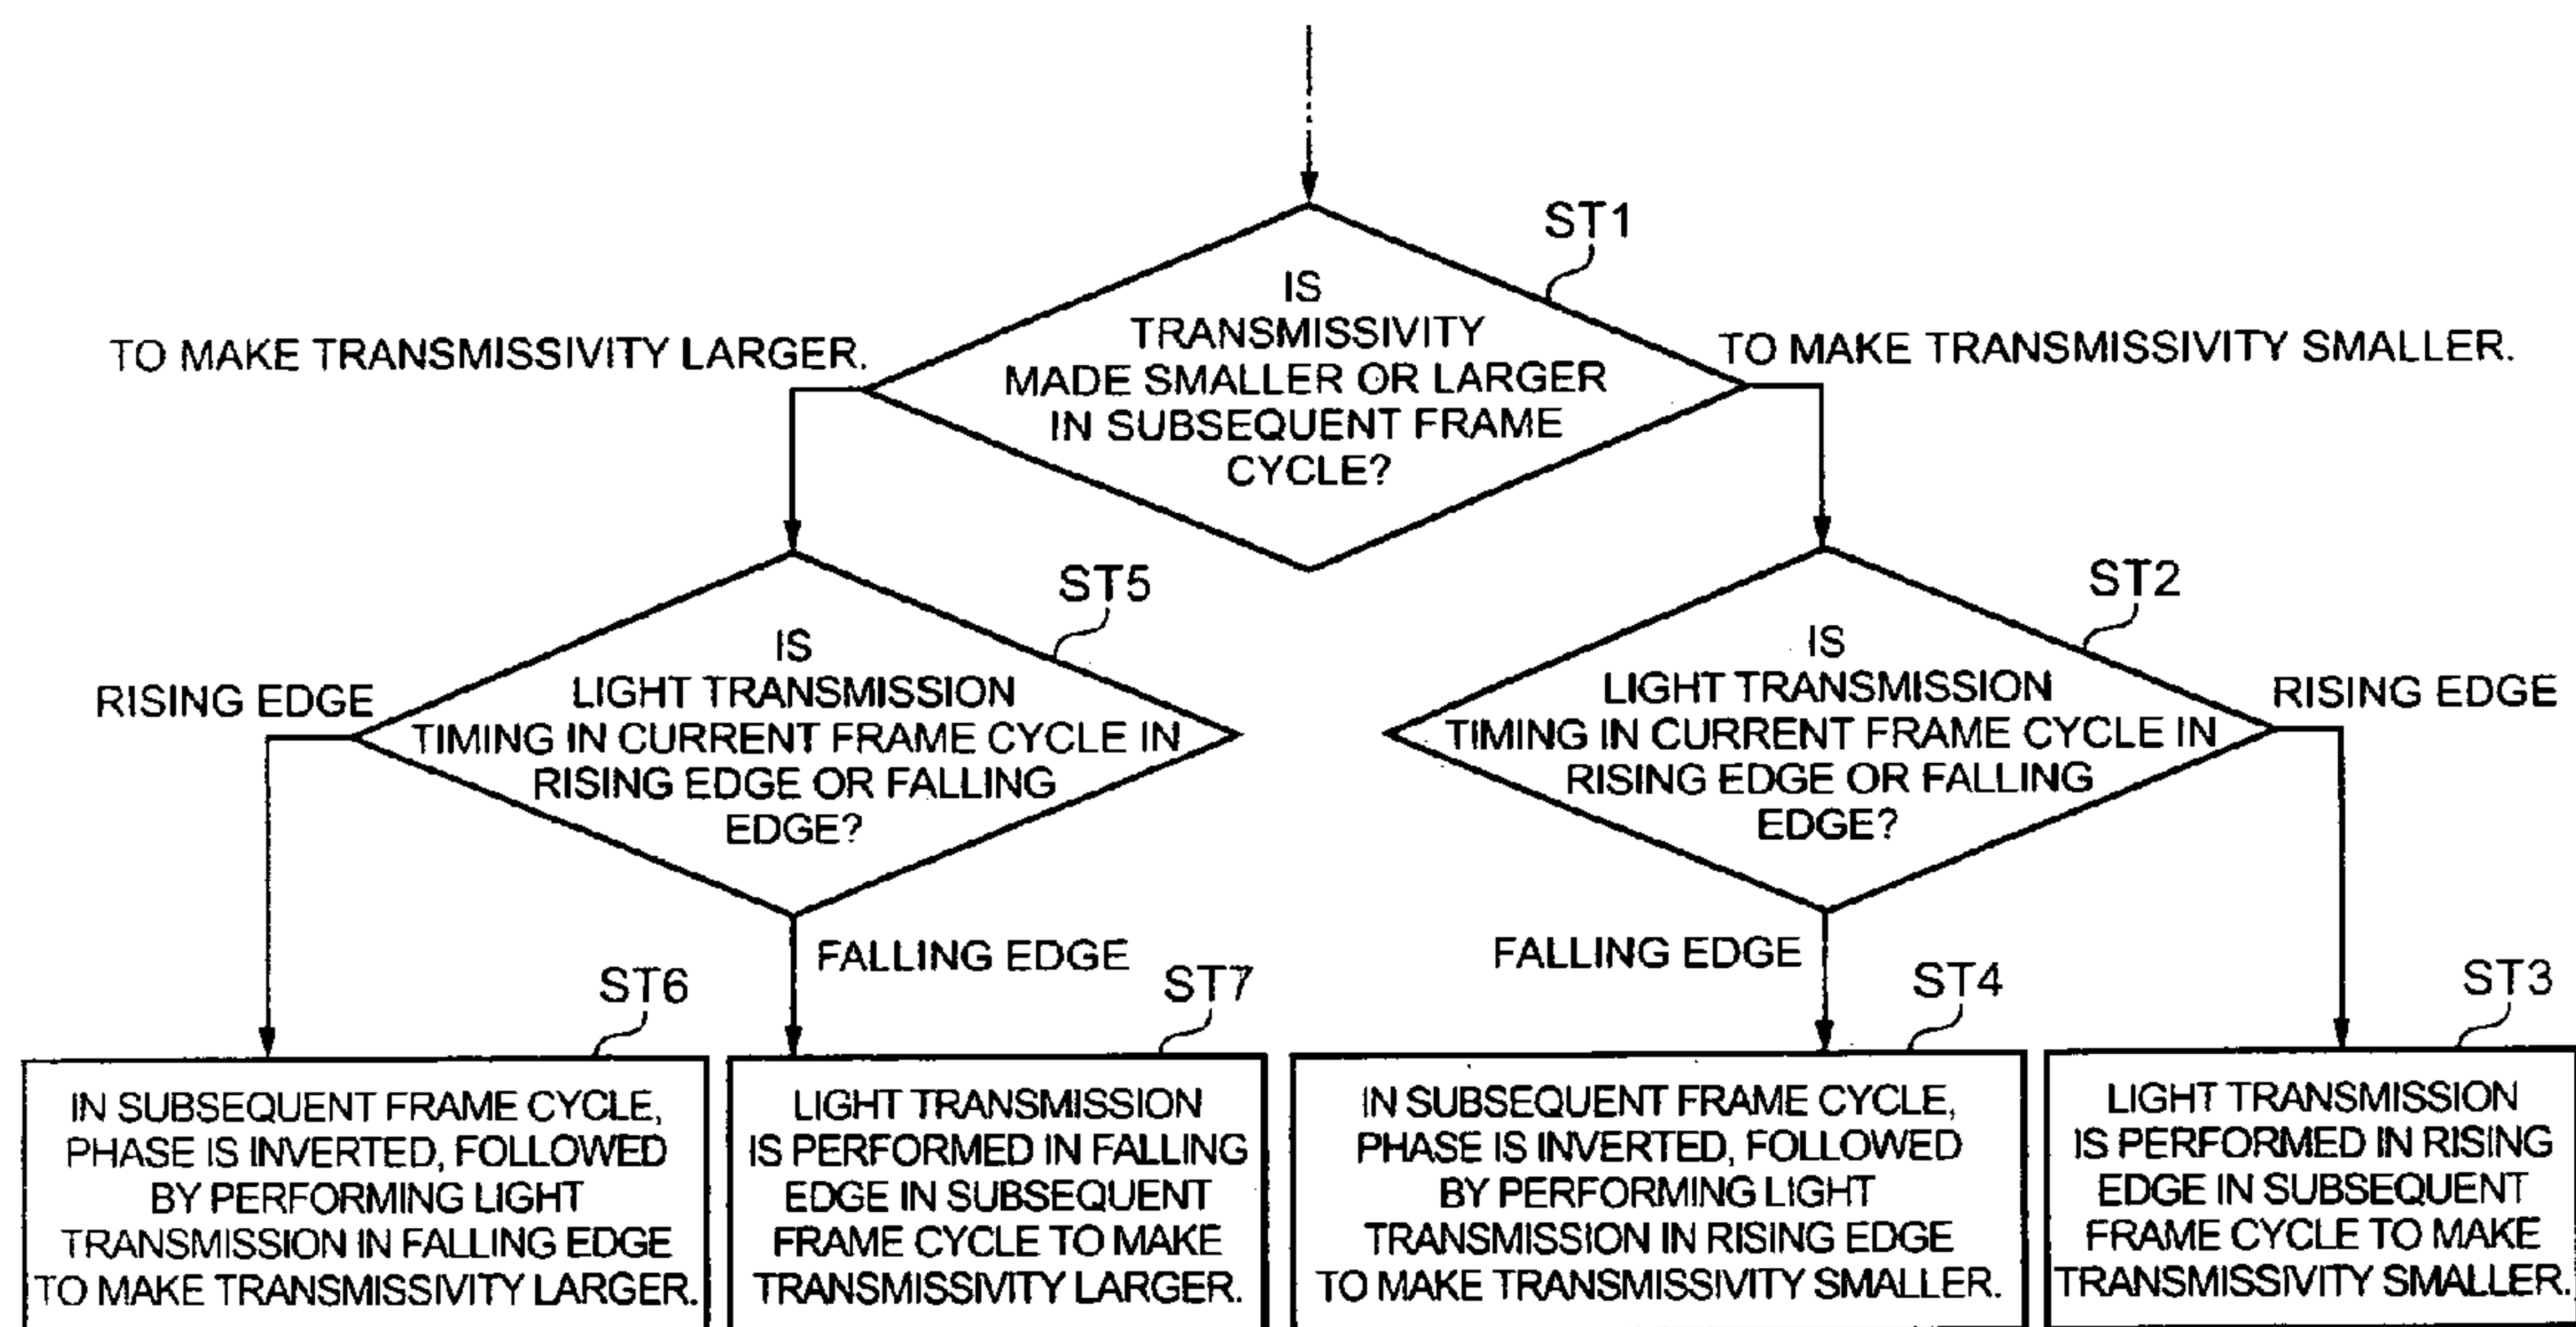 ST1
IS
TRANSMISSIVITY
MADE SMALLER OR LARGER
IN SUBSEQUENT FRAME
CYCLE?
TO MAKE TRANSMISSIVITY LARGER.
TO MAKE TRANSMISSIVITY SMALLER.
ST5
IS
LIGHT TRANSMISSION
TIMING IN CURRENT FRAME CYCLE IN
RISING EDGE OR FALLING
EDGE?
RISING EDGE
FALLING EDGE
ST2
IS
LIGHT TRANSMISSION
TIMING IN CURRENT FRAME CYCLE IN
RISING EDGE OR FALLING
EDGE?
RISING EDGE
FALLING EDGE
ST6
IN SUBSEQUENT FRAME CYCLE,
PHASE IS INVERTED, FOLLOWED
BY PERFORMING LIGHT
TRANSMISSION IN FALLING EDGE
TO MAKE TRANSMISSIVITY LARGER.
ST7
LIGHT TRANSMISSION
IS PERFORMED IN FALLING
EDGE IN SUBSEQUENT
FRAME CYCLE TO MAKE
TRANSMISSIVITY LARGER.
ST4
IN SUBSEQUENT FRAME CYCLE,
PHASE IS INVERTED, FOLLOWED
BY PERFORMING LIGHT
TRANSMISSION IN RISING EDGE
TO MAKE TRANSMISSIVITY SMALLER.
ST3
LIGHT TRANSMISSION
IS PERFORMED IN RISING
EDGE IN SUBSEQUENT
FRAME CYCLE TO MAKE
TRANSMISSIVITY SMALLER.